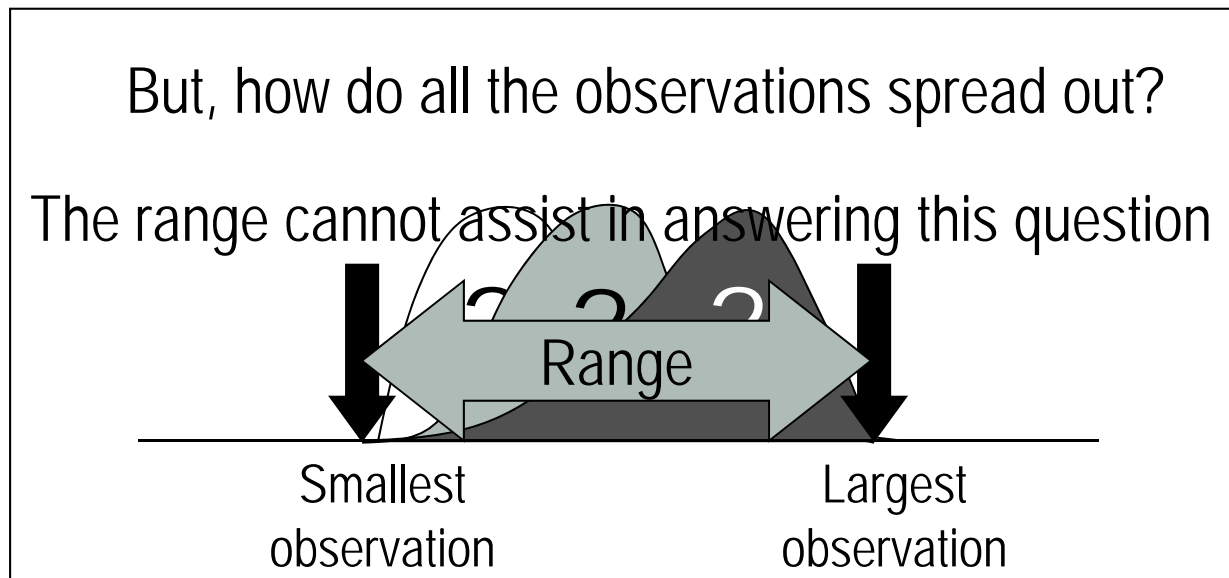 But, how do all the observations spread out?
The range cannot assist in answering this question
? ? ?
Range
Smallest
observation
Largest
observation